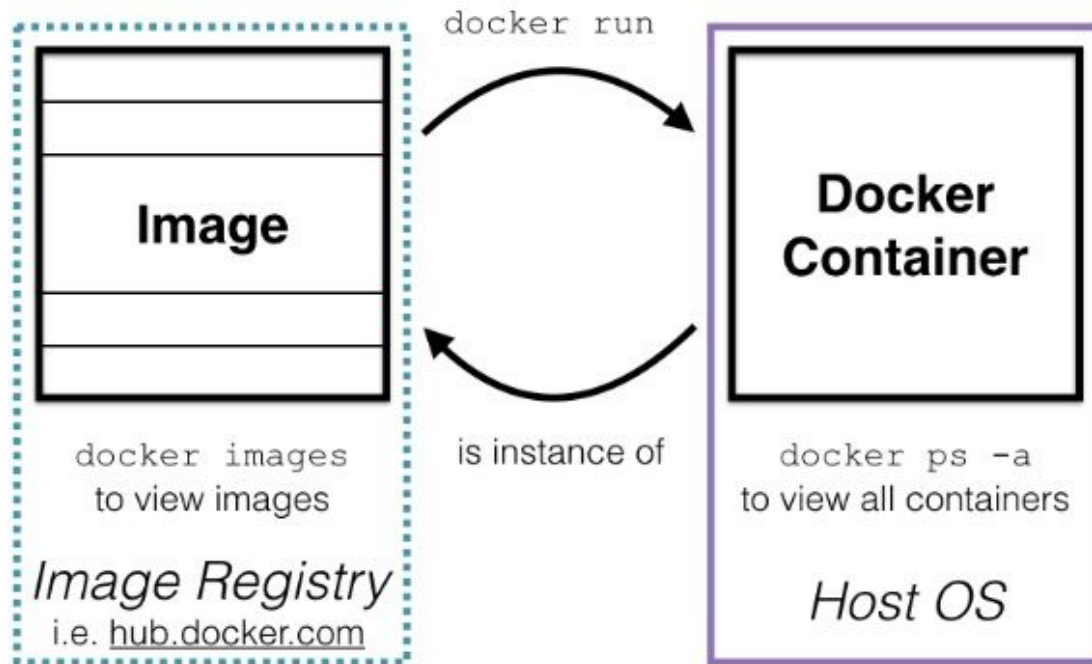 docker run
Image
docker images
to view images
Image Registry
i.e. hub.docker.com
is instance of
Docker
Container
docker ps -a
to view all containers
Host OS